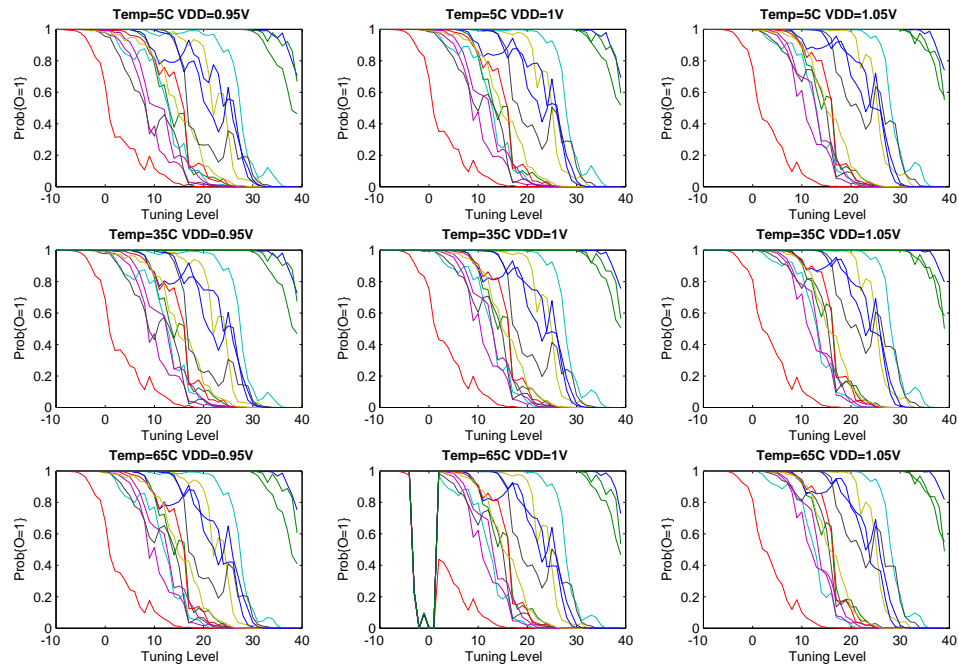 Temp=5C VDD=0.95V
1
0.8
0.6
0.4
0.2
0
Prob{O=1}
-10 0 10 20 30 40
Tuning Level
Temp=5C VDD=1V
1
0.8
0.6
0.4
0.2
0
Prob{O=1}
-10 0 10 20 30 40
Tuning Level
Temp=5C VDD=1.05V
1
0.8
0.6
0.4
0.2
0
Prob{O=1}
-10 0 10 20 30 40
Tuning Level
Temp=35C VDD=0.95V
1
0.8
0.6
0.4
0.2
0
Prob{O=1}
-10 0 10 20 30 40
Tuning Level
Temp=35C VDD=1V
1
0.8
0.6
0.4
0.2
0
Prob{O=1}
-10 0 10 20 30 40
Tuning Level
Temp=35C VDD=1.05V
1
0.8
0.6
0.4
0.2
0
Prob{O=1}
-10 0 10 20 30 40
Tuning Level
Temp=65C VDD=0.95V
1
0.8
0.6
0.4
0.2
0
Prob{O=1}
-10 0 10 20 30 40
Tuning Level
Temp=65C VDD=1V
1
0.8
0.6
0.4
0.2
0
Prob{O=1}
-10 0 10 20 30 40
Tuning Level
Temp=65C VDD=1.05V
1
0.8
0.6
0.4
0.2
0
Prob{O=1}
-10 0 10 20 30 40
Tuning Level